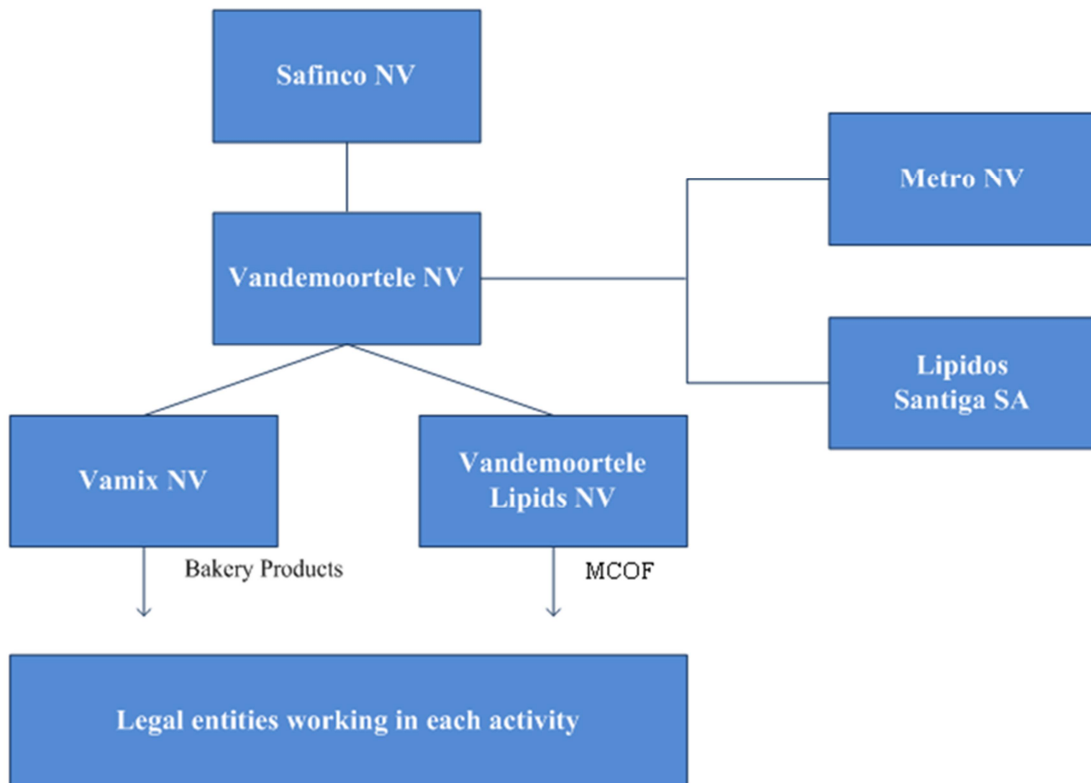 Safinco NV
Metro NV
Vandemoortele NV
Lipidos
Santiga SA
Vamix NV
Vandemoortele
Lipids NV
Bakery Products
MCOF
Legal entities working in each activity